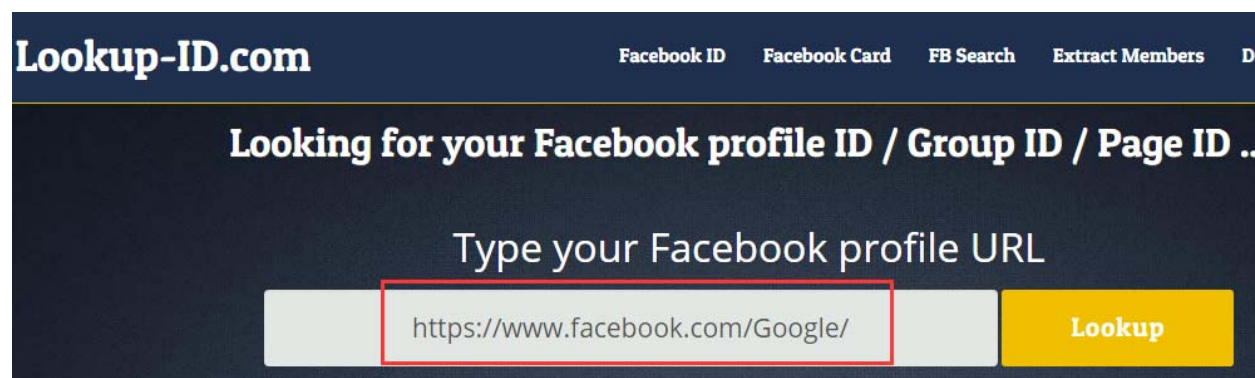 Lookup-ID.com Facebook ID Facebook Card FB Search Extract Members D
Looking for your Facebook profile ID / Group ID / Page ID ..
Type your Facebook profile URL
https://www.facebook.com/Google/ Lookup